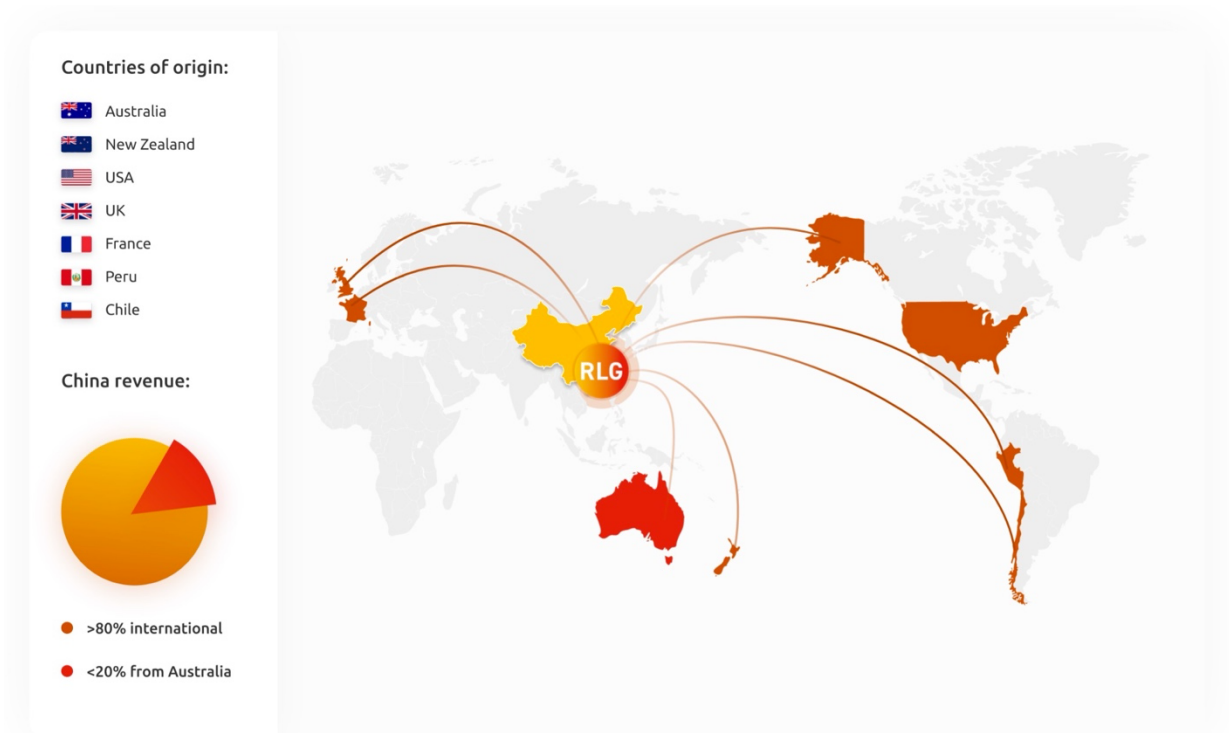 Countries of origin:
Australia
New Zealand
USA
UK
France
Peru
Chile
China revenue:
>80% international
<20% from Australia
RLG